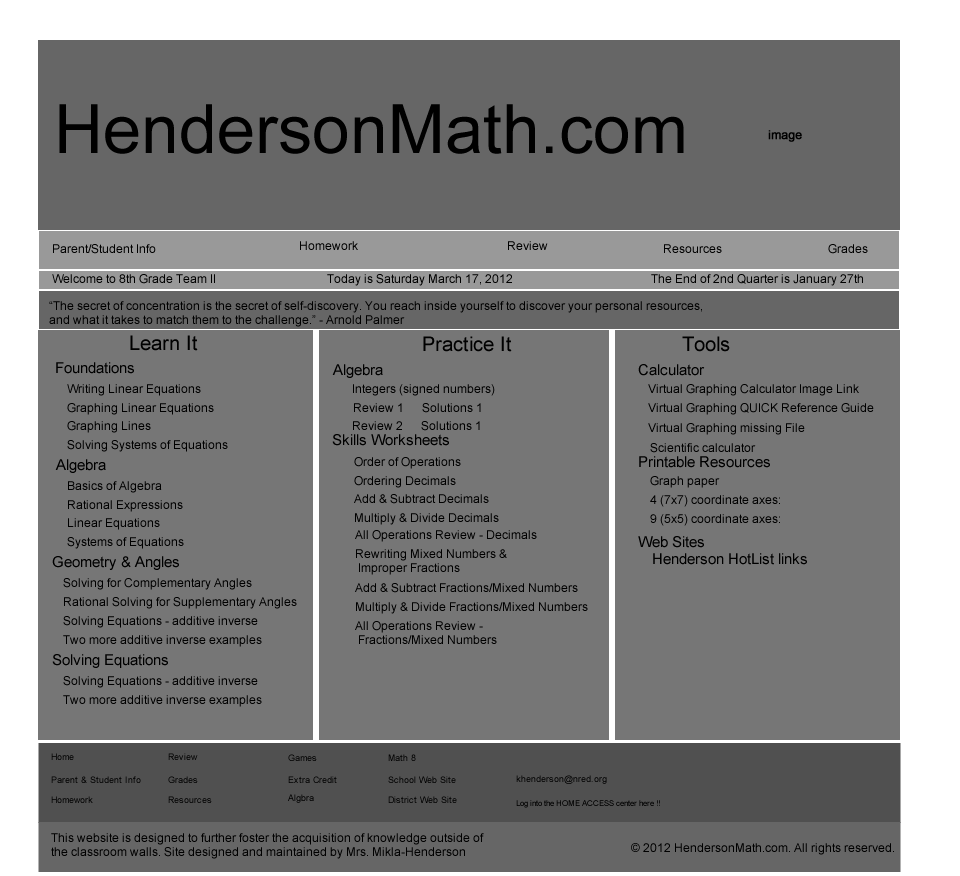 HendersonMath.com
image
Parent/Student Info
Homework
Review
Resources
Grades
Welcome to 8th Grade Team II
Today is Saturday March 17, 2012
The End of 2nd Quarter is January 27th
“The secret of concentration is the secret of self-discovery. You reach inside yourself to discover your personal resources,
and what it takes to match them to the challenge.” - Arnold Palmer
Learn It
Foundations
Writing Linear Equations
Graphing Linear Equations
Graphing Lines
Solving Systems of Equations
Algebra
Basics of Algebra
Rational Expressions
Linear Equations
Systems of Equations
Geometry & Angles
Solving for Complementary Angles
Rational Solving for Supplementary Angles
Solving Equations - additive inverse
Two more additive inverse examples
Solving Equations
Solving Equations - additive inverse
Two more additive inverse examples
Practice It
Algebra
Integers (signed numbers)
Review 1 Solutions 1
Review 2 Solutions 1
Skills Worksheets
Order of Operations
Ordering Decimals
Add & Subtract Decimals
Multiply & Divide Decimals
All Operations Review - Decimals
Rewriting Mixed Numbers &
Improper Fractions
Add & Subtract Fractions/Mixed Numbers
Multiply & Divide Fractions/Mixed Numbers
All Operations Review -
Fractions/Mixed Numbers
Tools
Calculator
Virtual Graphing Calculator Image Link
Virtual Graphing QUICK Reference Guide
Virtual Graphing missing File
Scientific calculator
Printable Resources
Graph paper
4 (7x7) coordinate axes:
9 (5x5) coordinate axes:
Web Sites
Henderson HotList links
Home
Review
Games
Math 8
Parent & Student Info
Grades
Extra Credit
School Web Site
khenderson@nred.org
Homework
Resources
Algbra
District Web Site
Log into the HOME ACCESS center here !!
This website is designed to further foster the acquisition of knowledge outside of
the classroom walls. Site designed and maintained by Mrs. Mikla-Henderson
© 2012 HendersonMath.com. All rights reserved.